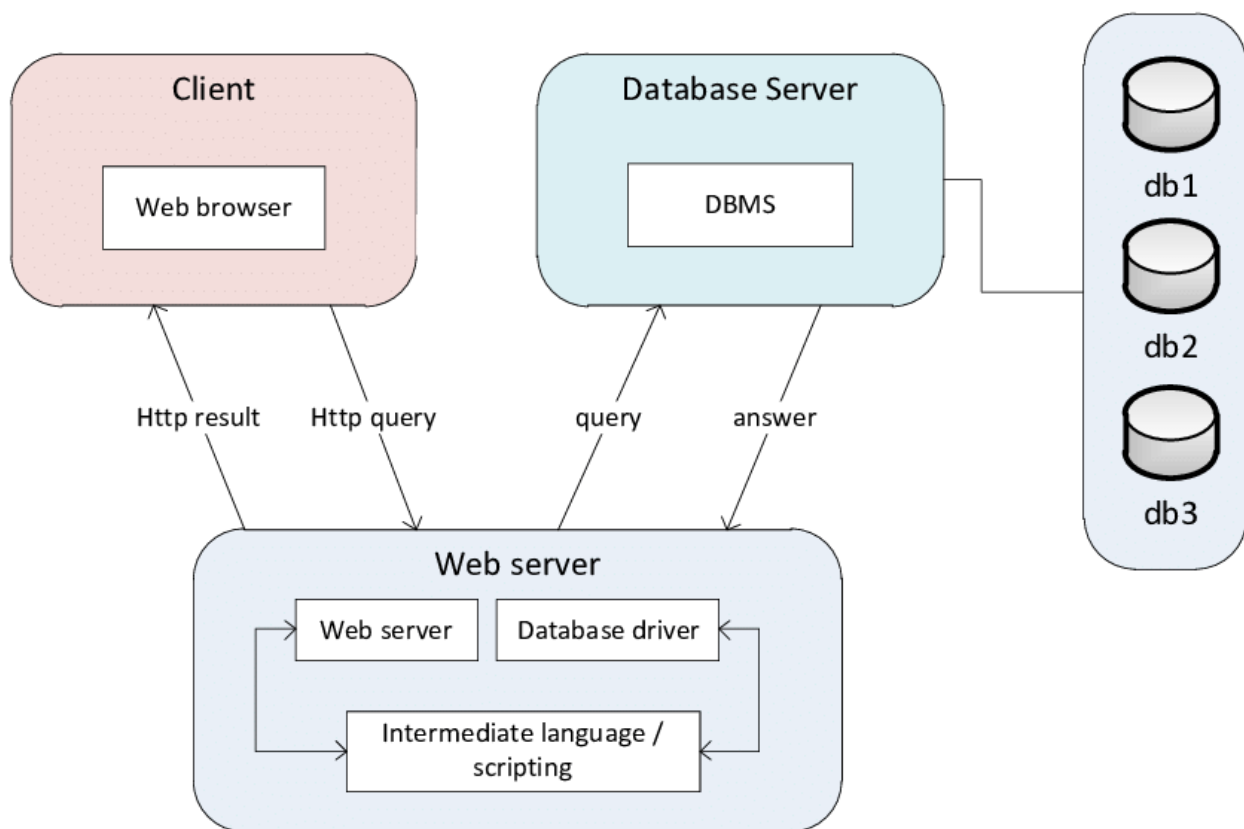 Client
Web browser
Database Server
DBMS
db1
db2
db3
Http result
Http query
query
answer
Web server
Web server
Database driver
Intermediate language /
scripting